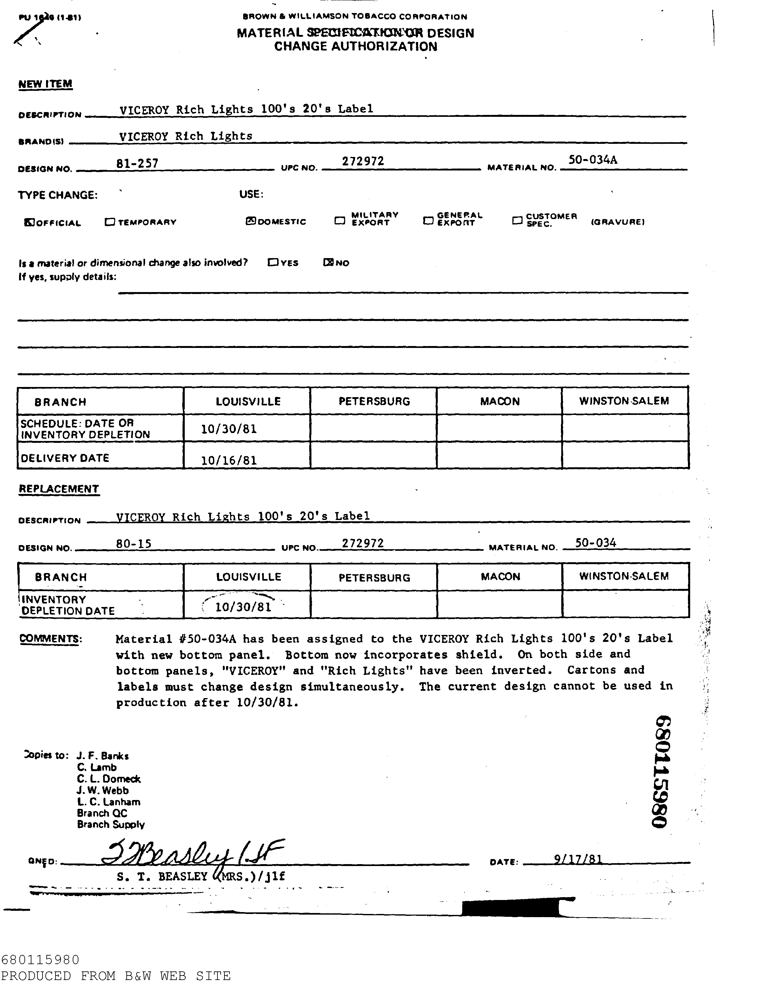 PU 1640 (1-81)
BROWN & WILLIAMSON TOBACCO CORPORATION
MATERIAL SPECIFICATION OR DESIGN
CHANGE AUTHORIZATION
NEW ITEM
DESCRIPTION VICEROY Rich Lights 100's 20's Label
BRAND(S) VICEROY Rich Lights
DESIGN NO. 81-257 UPC NO. 272972 MATERIAL NO. 50-034A
TYPE CHANGE: USE:
☒OFFICIAL ☐TEMPORARY ☒DOMESTIC ☐ MILITARY EXPORT ☐ GENERAL EXPORT ☐ CUSTOMER SPEC. (GRAVURE)
Is a material or dimensional change also involved? ☐YES ☒NO
If yes, supply details:
BRANCH LOUISVILLE PETERSBURG MACON WINSTON-SALEM
SCHEDULE: DATE OR
INVENTORY DEPLETION 10/30/81
DELIVERY DATE 10/16/81
REPLACEMENT
DESCRIPTION VICEROY Rich Lights 100's 20's Label
DESIGN NO. 80-15 UPC NO. 272972 MATERIAL NO. 50-034
BRANCH LOUISVILLE PETERSBURG MACON WINSTON-SALEM
INVENTORY
DEPLETION DATE 10/30/81
COMMENTS: Material #50-034A has been assigned to the VICEROY Rich Lights 100's 20's Label
with new bottom panel. Bottom now incorporates shield. On both side and
bottom panels, "VICEROY" and "Rich Lights" have been inverted. Cartons and
labels must change design simultaneously. The current design cannot be used in
production after 10/30/81.
680115980
Copies to: J. F. Banks
C. Lamb
C. L. Domeck
J. W. Webb
L. C. Lanham
Branch QC
Branch Supply
GNED: S T Beasley / jlf DATE: 9/17/81
S. T. BEASLEY (MRS.)/jlf
680115980
PRODUCED FROM B&W WEB SITE